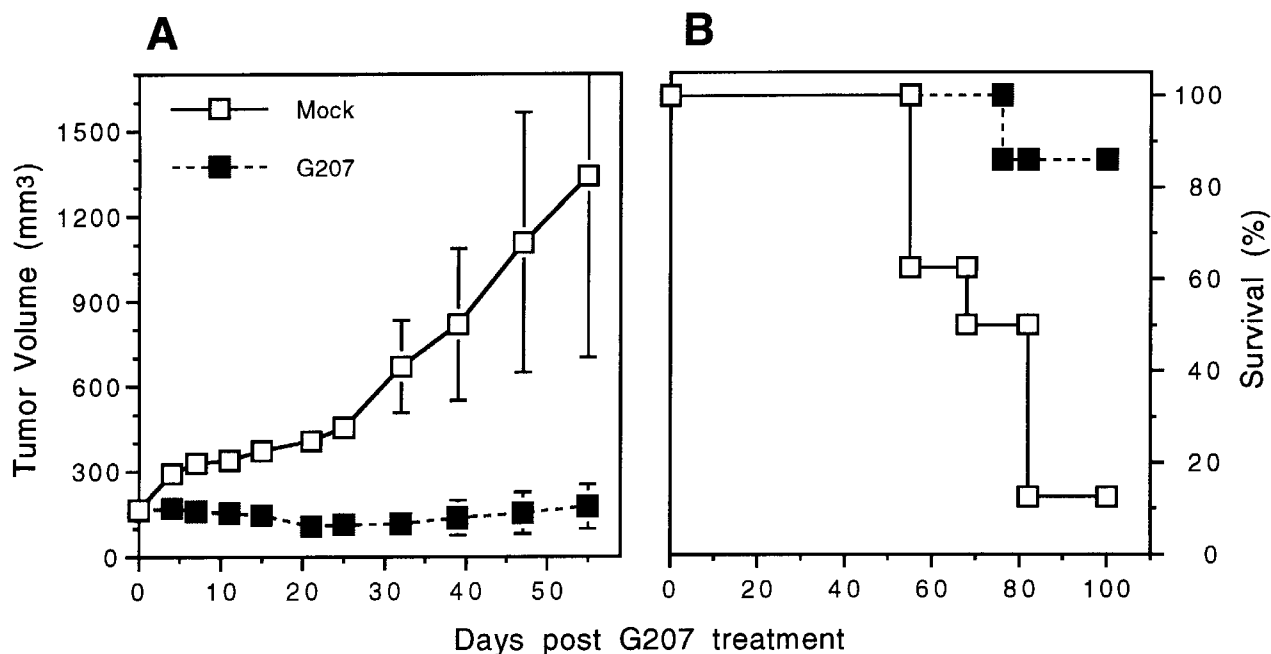 A
B
Mock
G207
1500
1200
900
600
300
0
Tumor Volume (mm3)
0 10 20 30 40 50
100
80
60
40
20
0
Survival (%)
0 20 40 60 80 100
Days post G207 treatment